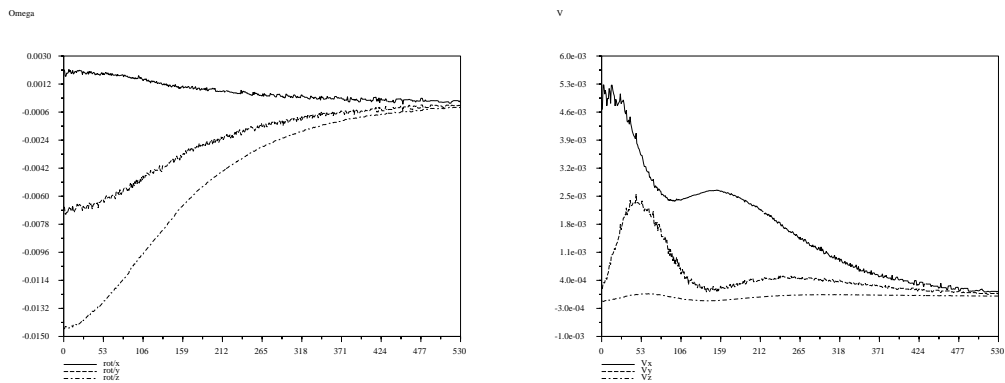 Omega
0.0030
0.0012
-0.0006
-0.0024
-0.0042
-0.0060
-0.0078
-0.0096
-0.0114
-0.0132
-0.0150
0 53 106 159 212 265 318 371 424 477 530
rot/x
rot/y
rot/z
V
6.0e-03
5.3e-03
4.6e-03
3.9e-03
3.2e-03
2.5e-03
1.8e-03
1.1e-03
4.0e-04
-3.0e-04
-1.0e-03
0 53 106 159 212 265 318 371 424 477 530
Vx
Vy
Vz